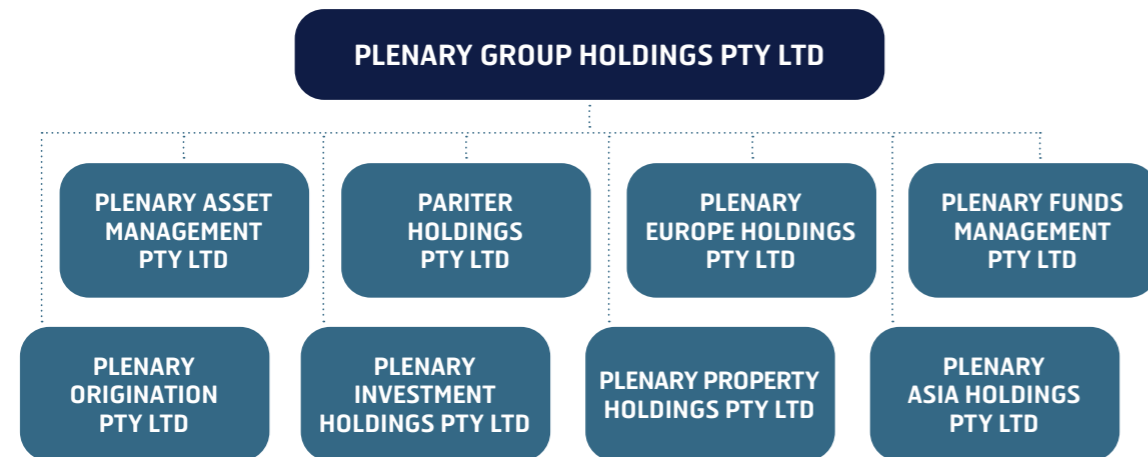 PLENARY GROUP HOLDINGS PTY LTD
PLENARY ASSET
MANAGEMENT
PTY LTD
PARITER
HOLDINGS
PTY LTD
PLENARY
EUROPE HOLDINGS
PTY LTD
PLENARY FUNDS
MANAGEMENT
PTY LTD
PLENARY
ORIGINATION
PTY LTD
PLENARY
INVESTMENT
HOLDINGS PTY LTD
PLENARY PROPERTY
HOLDINGS PTY LTD
PLENARY
ASIA HOLDINGS
PTY LTD